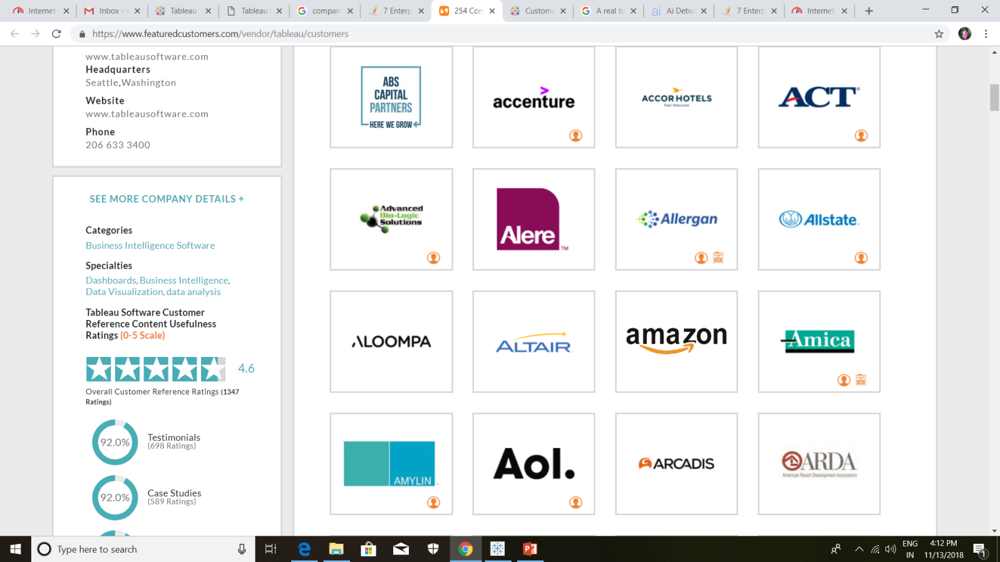 Internet
Inbox - s
Tableau
Tableau
compani
7 Enterp
254 Com
Custome
A real tir
Ai Debu
7 Enterp
Internet
https://www.featuredcustomers.com/vendor/tableau/customers
www.tableausoftware.com
Headquarters
Seattle,Washington
Website
www.tableausoftware.com
Phone
206 633 3400
SEE MORE COMPANY DETAILS +
Categories
Business Intelligence Software
Specialties
Dashboards, Business Intelligence,
Data Visualization, data analysis
Tableau Software Customer
Reference Content Usefulness
Ratings (0-5 Scale)
4.6
Overall Customer Reference Ratings (1347
Ratings)
92.0%
Testimonials
(698 Ratings)
92.0%
Case Studies
(589 Ratings)
ABS
CAPITAL
PARTNERS
HERE WE GROW
accenture
ACCORHOTELS
Feel Welcome
ACT®
Advanced
Bio-Logic
Solutions
Alere™
Allergan
Allstate
ALOOMPA
ALTAIR
amazon
Amica
AMYLIN
Aol.
ARCADIS
ARDA
American Resort Development Association
Type here to search
ENG
IN
4:12 PM
11/13/2018
1